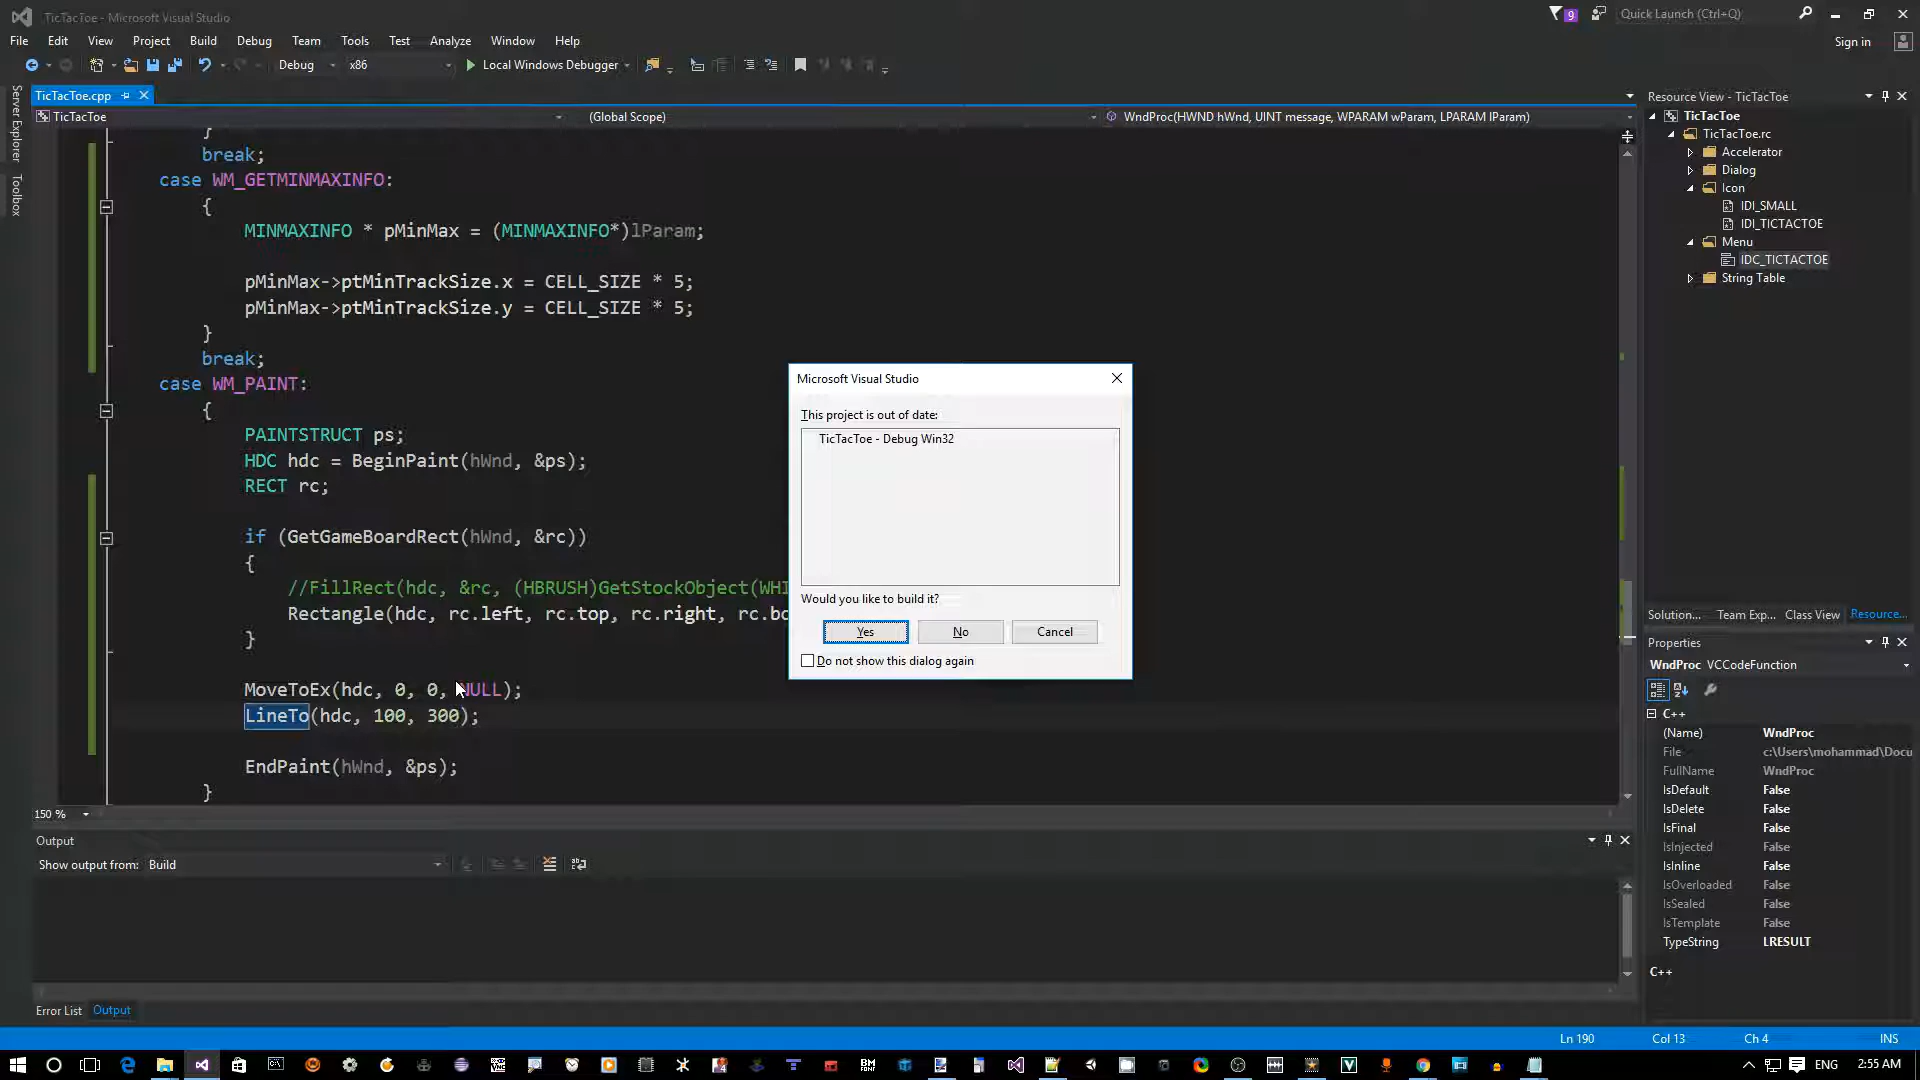 TicTacToe - Microsoft Visual Studio
9
Quick Launch (Ctrl+Q)
File Edit View Project Build Debug Team Tools Test Analyze Window Help
Sign in
Debug x86 Local Windows Debugger
Server Explorer
Toolbox
TicTacToe.cpp
TicTacToe (Global Scope) WndProc(HWND hWnd, UINT message, WPARAM wParam, LPARAM lParam)
}
break;
case WM_GETMINMAXINFO:
{
MINMAXINFO * pMinMax = (MINMAXINFO*)lParam;
pMinMax->ptMinTrackSize.x = CELL_SIZE * 5;
pMinMax->ptMinTrackSize.y = CELL_SIZE * 5;
}
break;
case WM_PAINT:
{
PAINTSTRUCT ps;
HDC hdc = BeginPaint(hWnd, &ps);
RECT rc;
if (GetGameBoardRect(hWnd, &rc))
{
//FillRect(hdc, &rc, (HBRUSH)GetStockObject(WHI
Rectangle(hdc, rc.left, rc.top, rc.right, rc.bo
}
MoveToEx(hdc, 0, 0, NULL);
LineTo(hdc, 100, 300);
EndPaint(hWnd, &ps);
}
150 %
Microsoft Visual Studio
This project is out of date:
TicTacToe - Debug Win32
Would you like to build it?
Yes No Cancel
Do not show this dialog again
Output
Show output from: Build
Error List Output
Resource View - TicTacToe
TicTacToe
TicTacToe.rc
Accelerator
Dialog
Icon
IDI_SMALL
IDI_TICTACTOE
Menu
IDC_TICTACTOE
String Table
Solution... Team Exp... Class View Resource...
Properties
WndProc VCCodeFunction
C++
(Name) WndProc
File c:\Users\mohammad\Docu
FullName WndProc
IsDefault False
IsDelete False
IsFinal False
IsInjected False
IsInline False
IsOverloaded False
IsSealed False
IsTemplate False
TypeString LRESULT
C++
Ln 190 Col 13 Ch 4 INS
ENG 2:55 AM